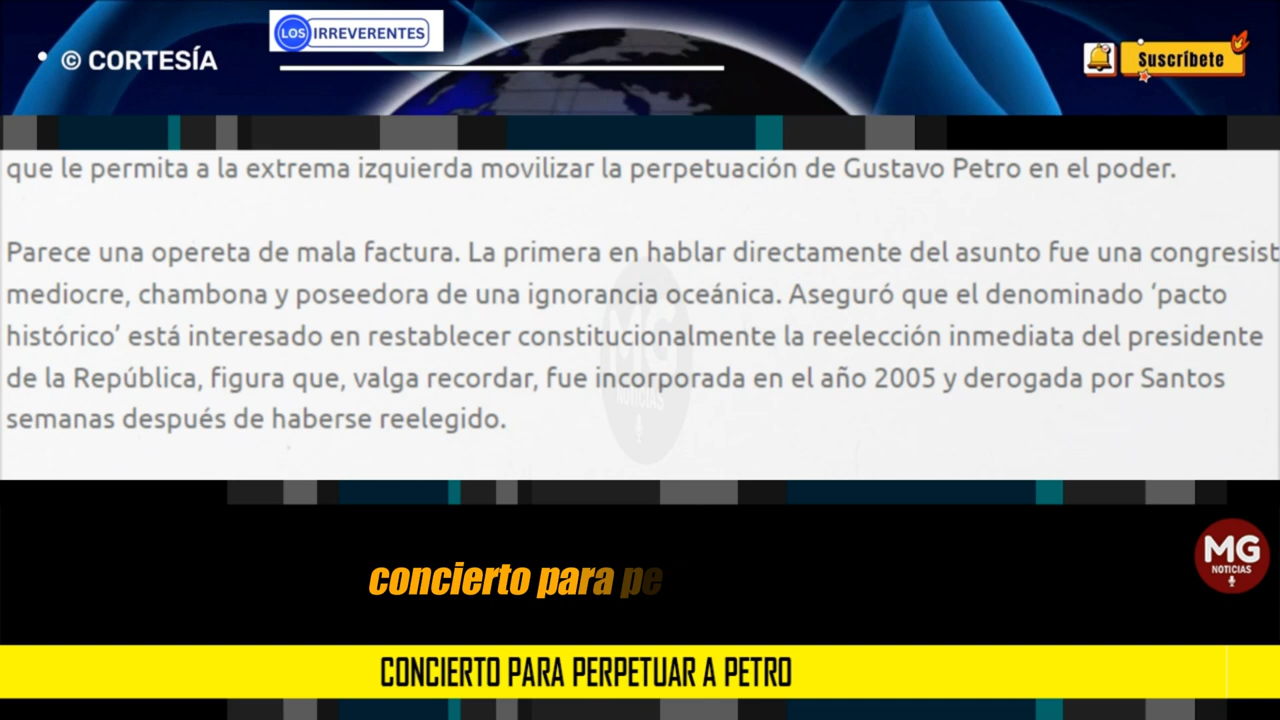 © CORTESÍA
LOS IRREVERENTES
Suscríbete
que le permita a la extrema izquierda movilizar la perpetuación de Gustavo Petro en el poder.
Parece una opereta de mala factura. La primera en hablar directamente del asunto fue una congresist
mediocre, chambona y poseedora de una ignorancia oceánica. Aseguró que el denominado ‘pacto
histórico’ está interesado en restablecer constitucionalmente la reelección inmediata del presidente
de la República, figura que, valga recordar, fue incorporada en el año 2005 y derogada por Santos
semanas después de haberse reelegido.
MG
NOTICIAS
concierto para pe
MG
NOTICIAS
CONCIERTO PARA PERPETUAR A PETRO